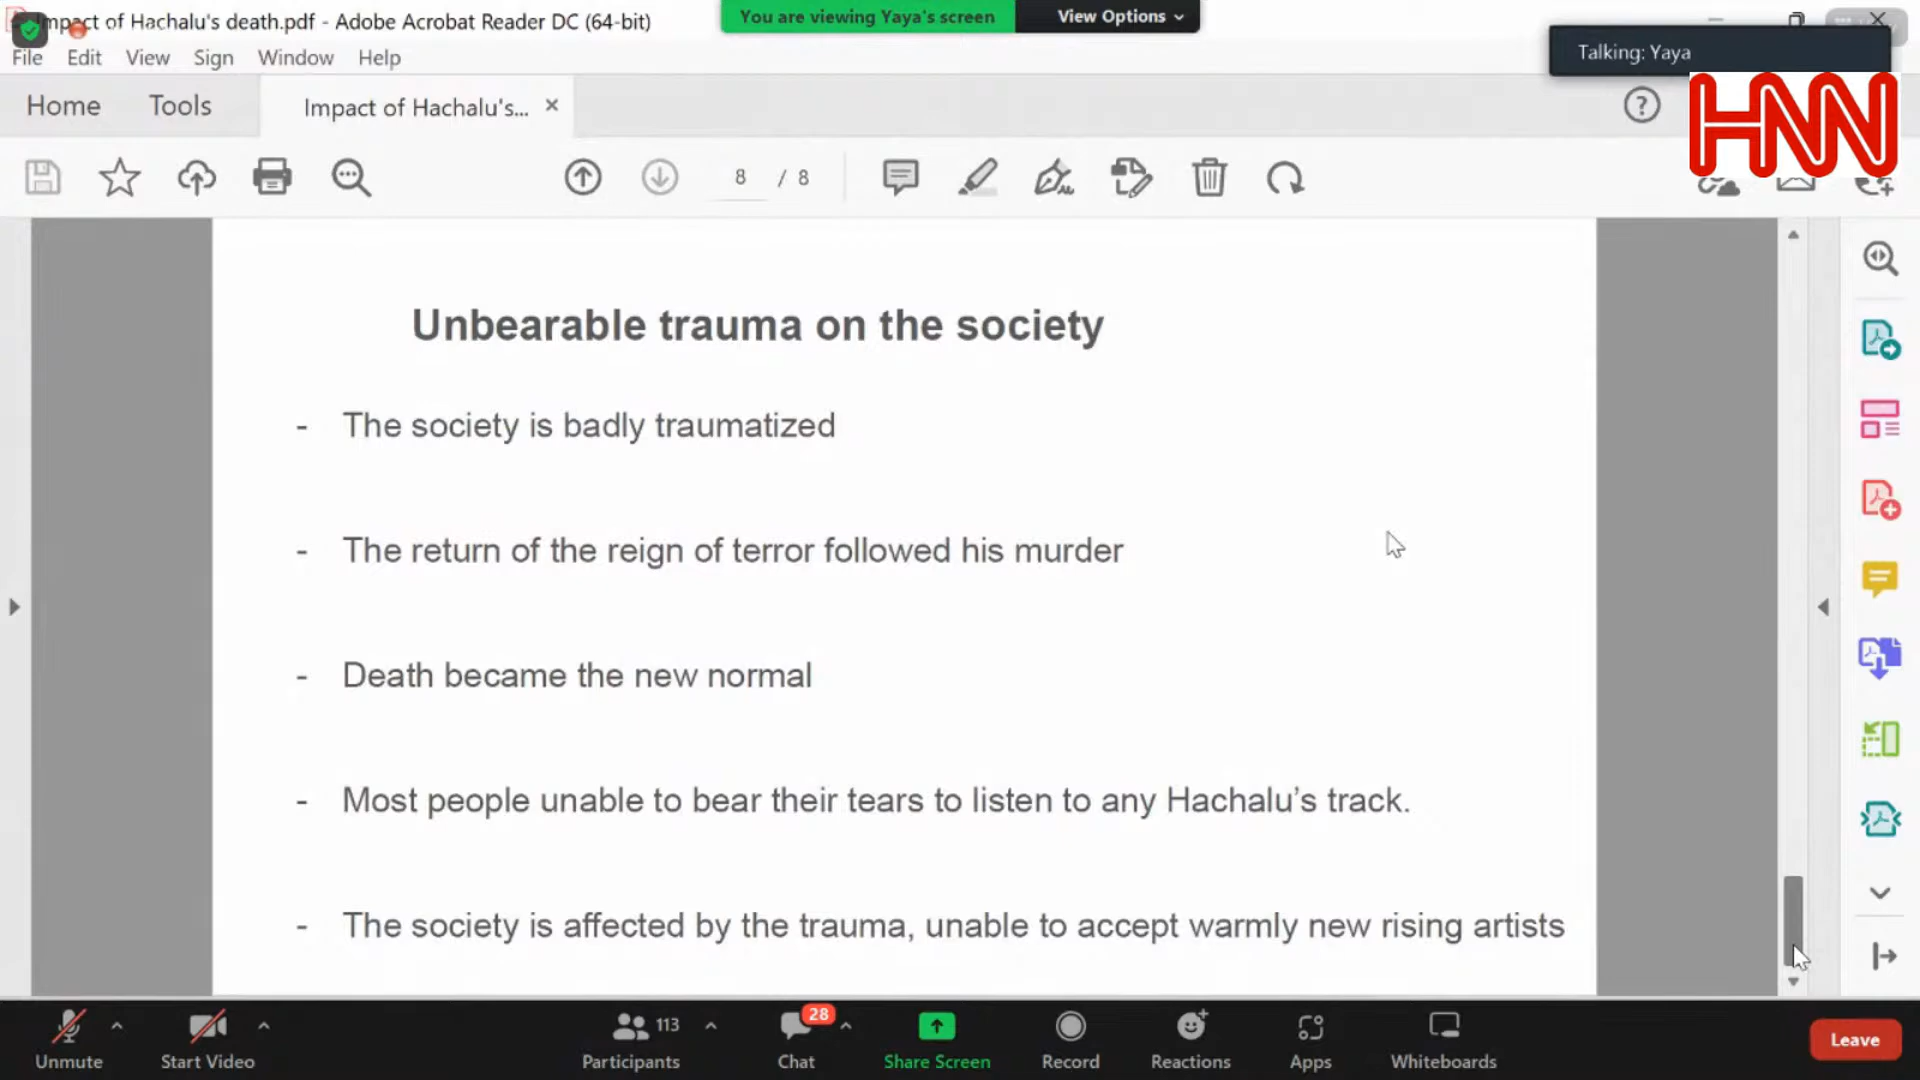 Impact of Hachalu's death.pdf - Adobe Acrobat Reader DC (64-bit)
You are viewing Yaya's screen
View Options
Talking: Yaya
File Edit View Sign Window Help
HNN
Home Tools Impact of Hachalu's... ×
8 / 8
Unbearable trauma on the society
- The society is badly traumatized
- The return of the reign of terror followed his murder
- Death became the new normal
- Most people unable to bear their tears to listen to any Hachalu's track.
- The society is affected by the trauma, unable to accept warmly new rising artists
113
28
Unmute Start Video Participants Chat Share Screen Record Reactions Apps Whiteboards
Leave